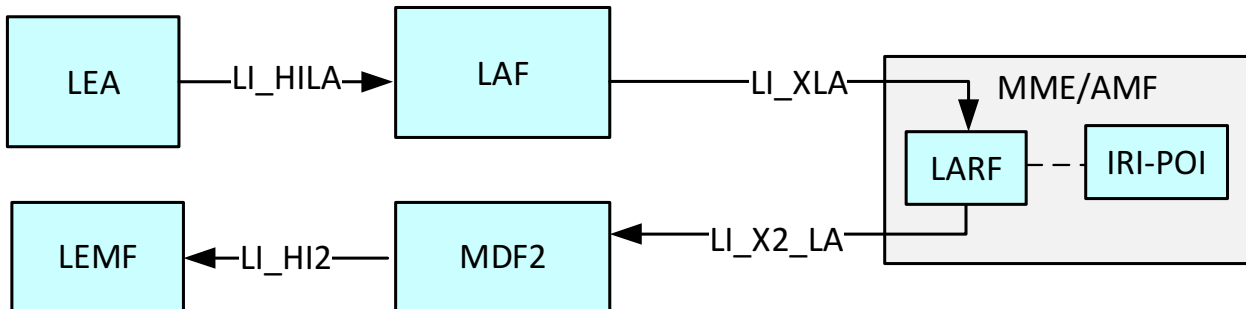 LEA
LI_HILA
LAF
LI_XLA
MME/AMF
LARF
IRI-POI
LEMF
LI_HI2
MDF2
LI_X2_LA